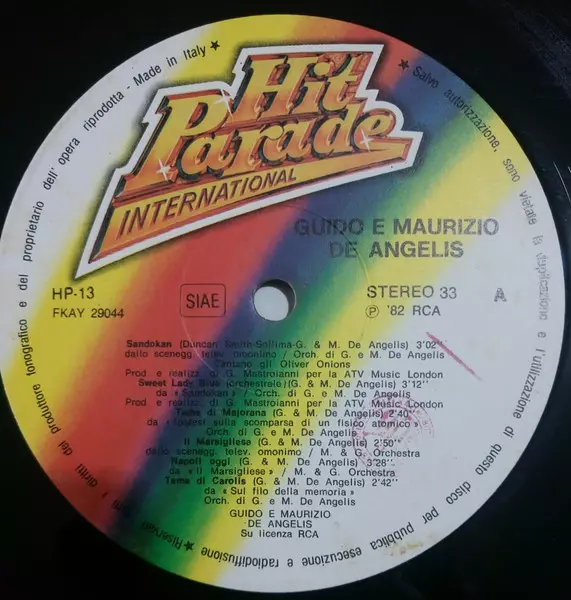 Hit
Parade
INTERNATIONAL
GUIDO E MAURIZIO
DE ANGELIS
HP-13
FKAY 29044
SIAE
STEREO 33
A
Ⓟ '82 RCA
Sandokan (Duncan Smith-Sollima-G. & M. De Angelis) 3'02"
dallo scenegg. telev. omonimo / Orch. di G. e M. De Angelis
Cantano gli Oliver Onions
Prod e realizz. di G. Mastroianni per la ATV Music London
Sweet Lady Blue (orchestrale) (G. & M. De Angelis) 3'12"
da «Sandokan» / Orch. di G. e M. De Angelis
Prod e realizz. di G. Mastroianni per la ATV Music London
Tema di Majorana (G. & M. De Angelis) 2'40"
da «Ipotesi sulla scomparsa di un fisico atomico»
Orch. di G. e M. De Angelis
Il Marsigliese (G. & M. De Angelis) 2'50"
dallo scenegg. telev. omonimo / M. & G. Orchestra
Napoli oggi (G. & M. De Angelis) 3'28"
da «Il Marsigliese» / M. & G. Orchestra
Tema di Carolis (G. & M. De Angelis) 2'42"
da «Sul filo della memoria»
Orch. di G. e M. De Angelis
GUIDO E MAURIZIO
DE ANGELIS
Su licenza RCA
★ Riservati tutti i diritti del produttore fonografico e del proprietario dell'opera riprodotta - Made in Italy ★ Salvo autorizzazione, sono vietate la duplicazione e l'utilizzazione di questo disco per pubblica esecuzione e radiodiffusione